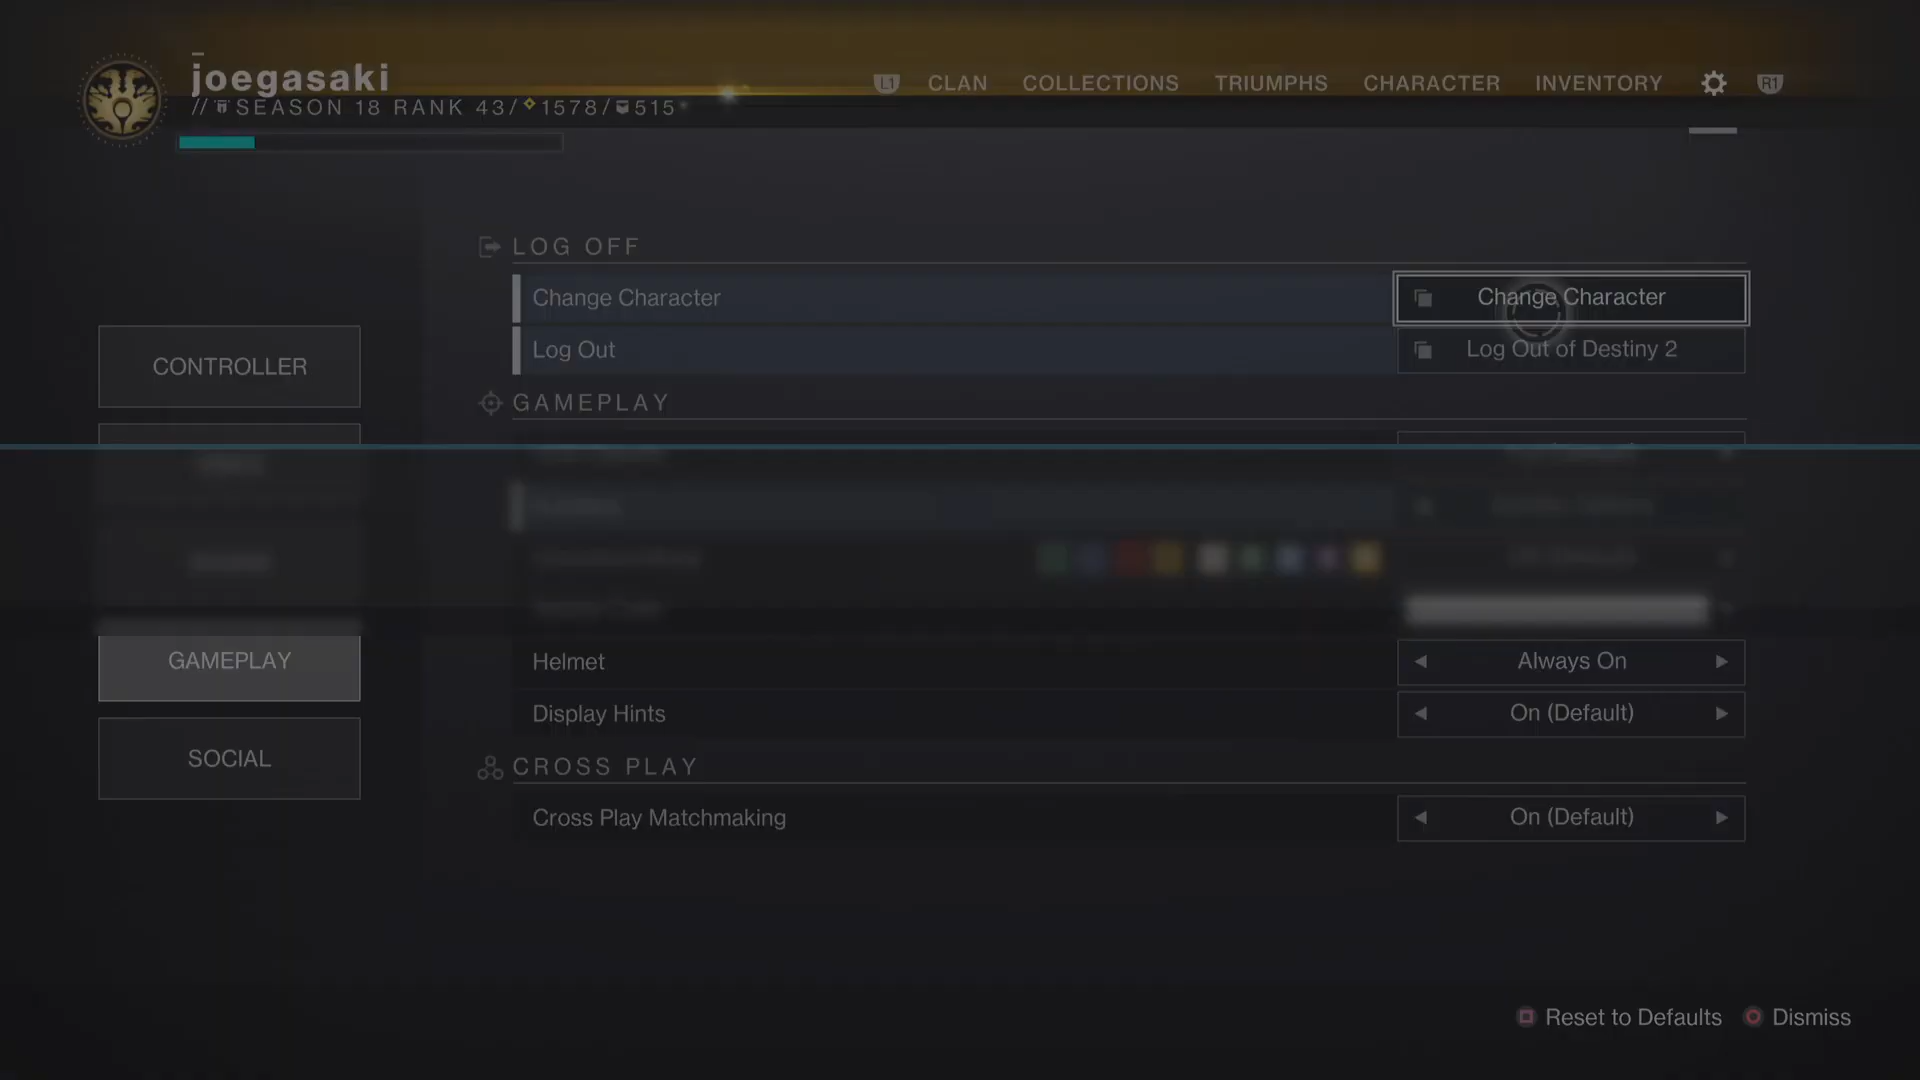 joegasaki
// SEASON 18 RANK 43/1578/515
L1 CLAN COLLECTIONS TRIUMPHS CHARACTER INVENTORY R1
LOG OFF
Change Character Change Character
Log Out Log Out of Destiny 2
GAMEPLAY
CONTROLLER
GAMEPLAY
SOCIAL
Helmet Always On
Display Hints On (Default)
CROSS PLAY
Cross Play Matchmaking On (Default)
Reset to Defaults Dismiss